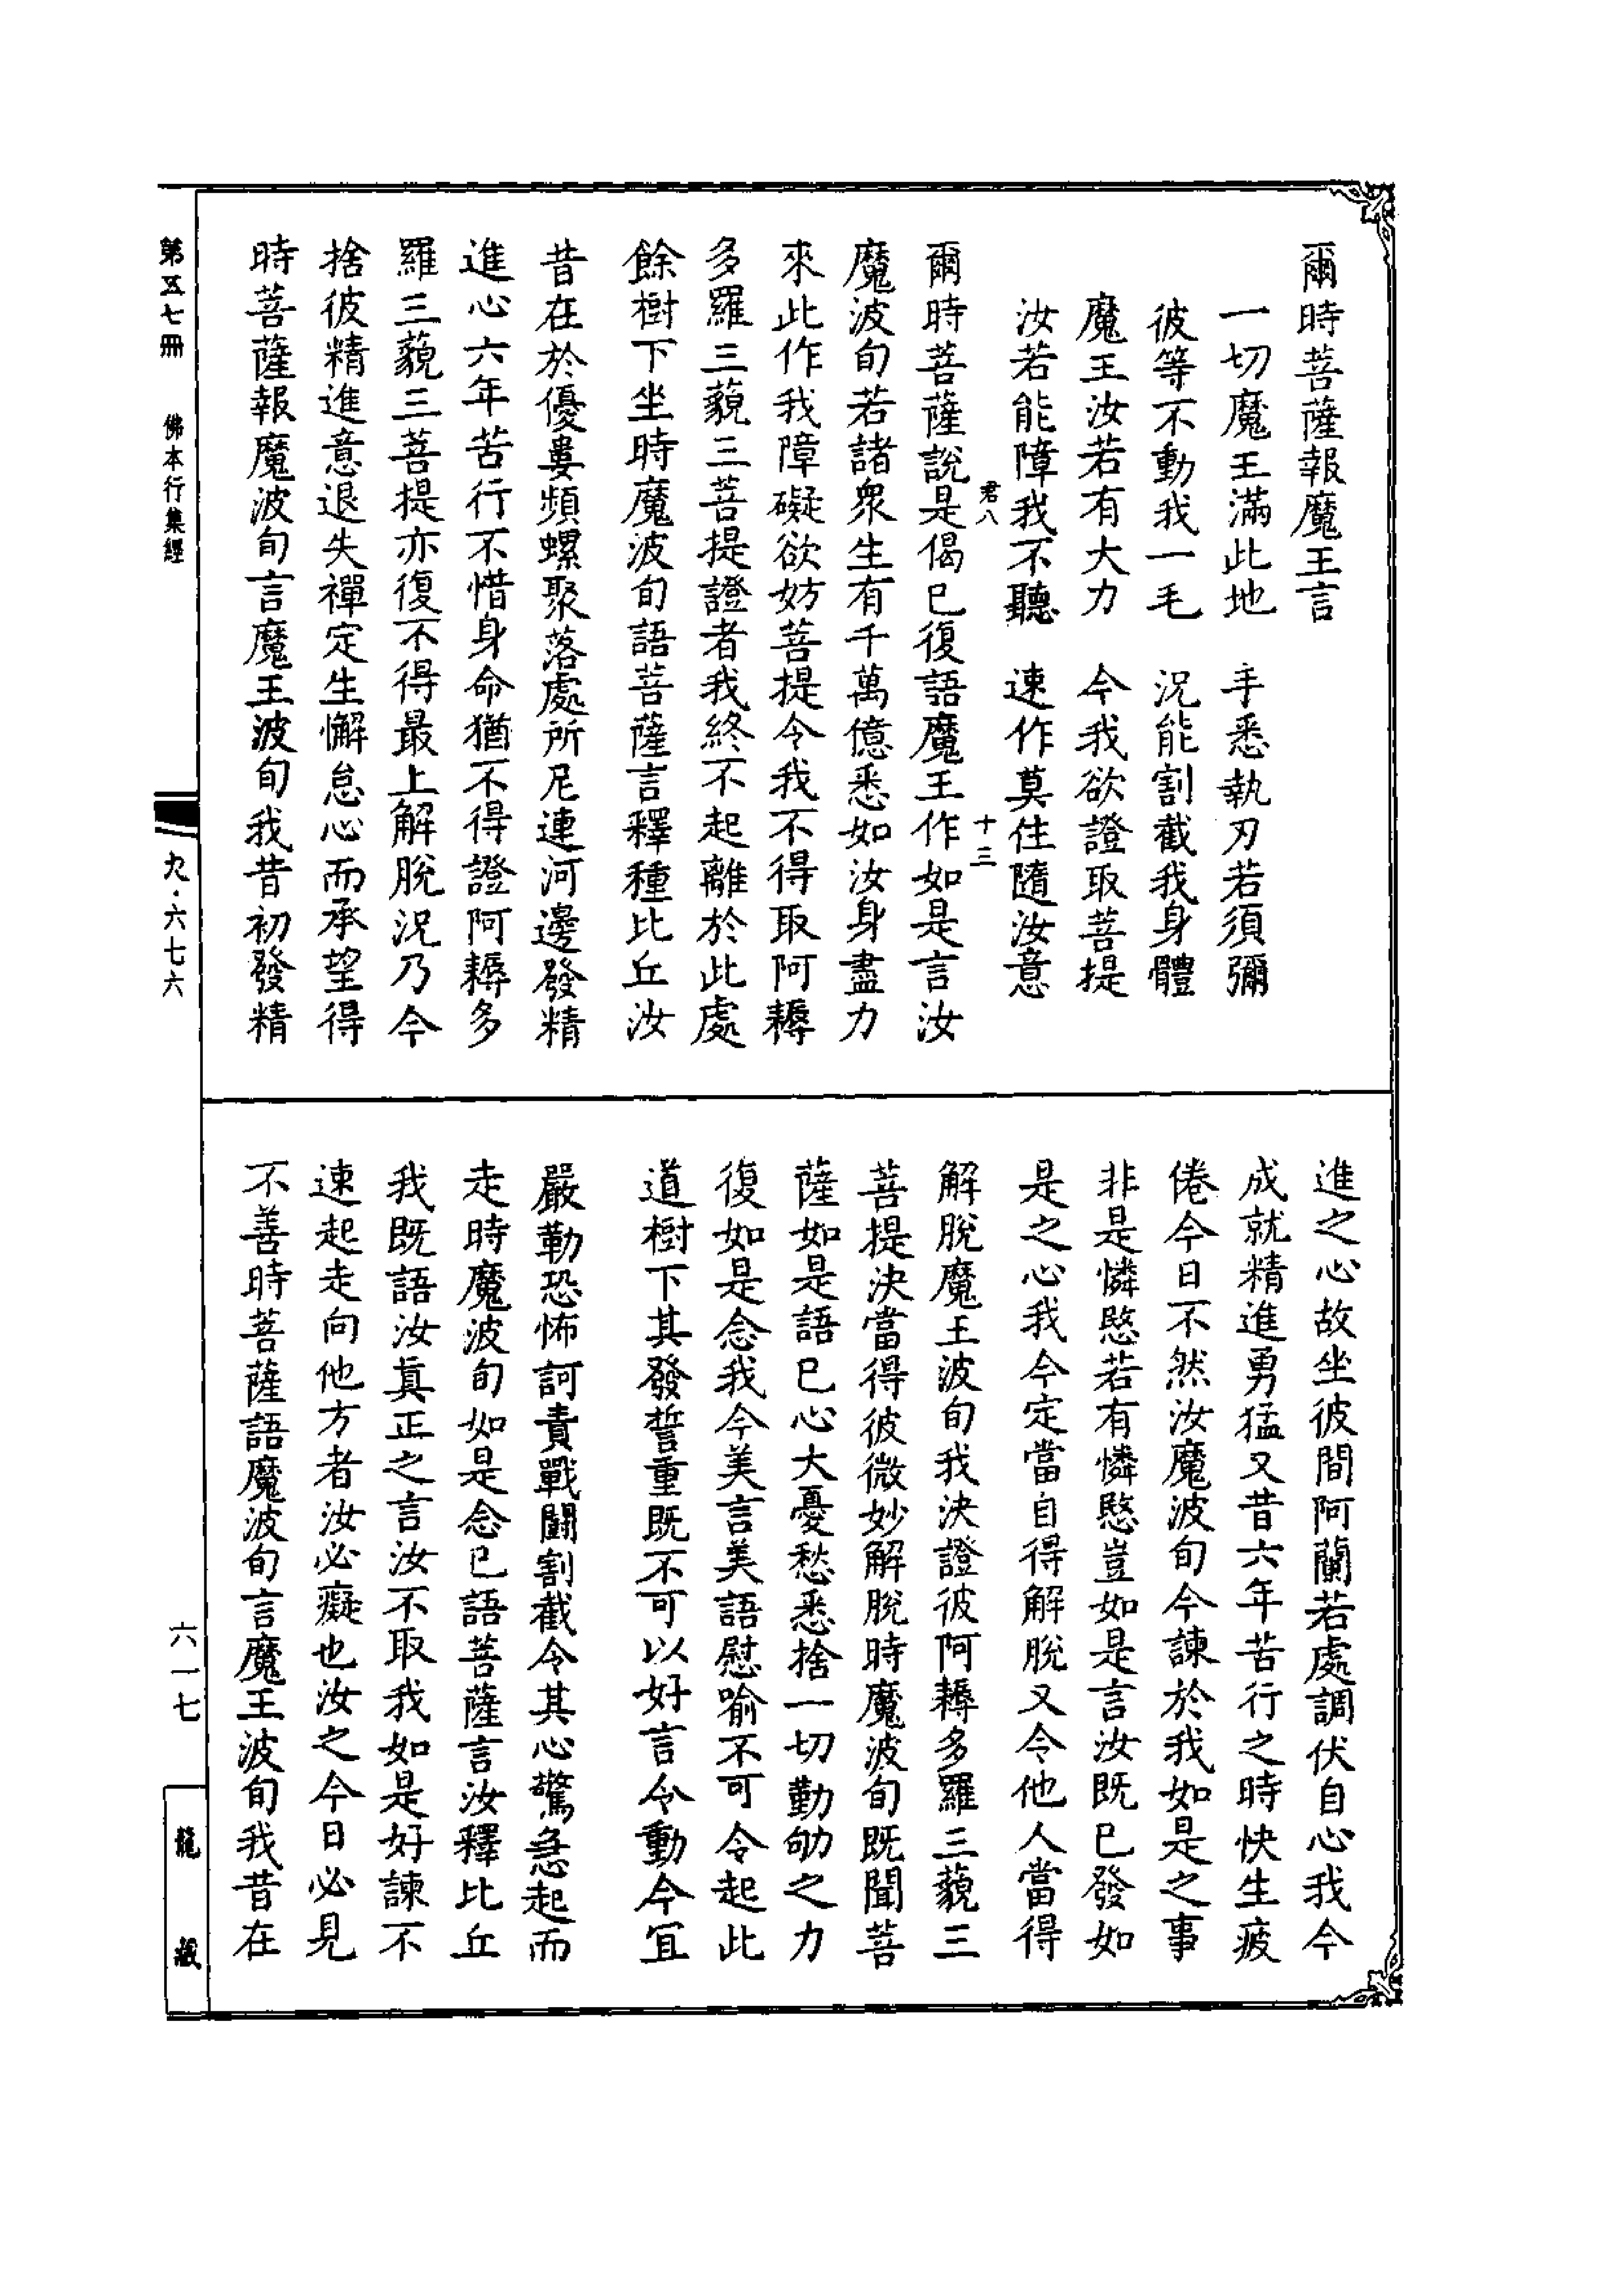 爾時菩薩報魔王言
一切魔王滿此地　手悉執刃若須彌
彼等不動我一毛　況能割截我身體
魔王汝若有大力　今我欲證取菩提
汝若能障我不聽　速作莫住隨汝意
君八　十三
爾時菩薩說是偈已復語魔王作如是言汝
魔波旬若諸眾生有千萬億悉如汝身盡力
來此作我障礙欲妨菩提令我不得取阿耨
多羅三藐三菩提證者我終不起離於此處
餘樹下坐時魔波旬語菩薩言釋種比丘汝
昔在於優婁頻螺聚落處所尼連河邊發精
進心六年苦行不惜身命猶不得證阿耨多
羅三藐三菩提亦復不得最上解脫況乃今
捨彼精進意退失禪定生懈怠心而承望得
時菩薩報魔波旬言魔王波旬我昔初發精
進之心故坐彼間阿蘭若處調伏自心我今
成就精進勇猛又昔六年苦行之時快生疲
倦今日不然汝魔波旬今諫於我如是之事
非是憐愍若有憐愍豈如是言汝既已發如
是之心我今定當自得解脫又令他人當得
解脫魔王波旬我決證彼阿耨多羅三藐三
菩提決當得彼微妙解脫時魔波旬既聞菩
薩如是語已心大憂愁悉捨一切勤劬之力
復如是念我今美言美語慰喻不可令起此
道樹下其發誓重既不可以好言令動今宜
嚴勒恐怖訶責戰鬪割截令其心驚急起而
走時魔波旬如是念已語菩薩言汝釋比丘
我既語汝真正之言汝不取我如是好諫不
速起走向他方者汝必癡也汝之今日必見
不善時菩薩語魔波旬言魔王波旬我昔在
第五七冊　佛本行集經
九・六七六
六一七
龍藏